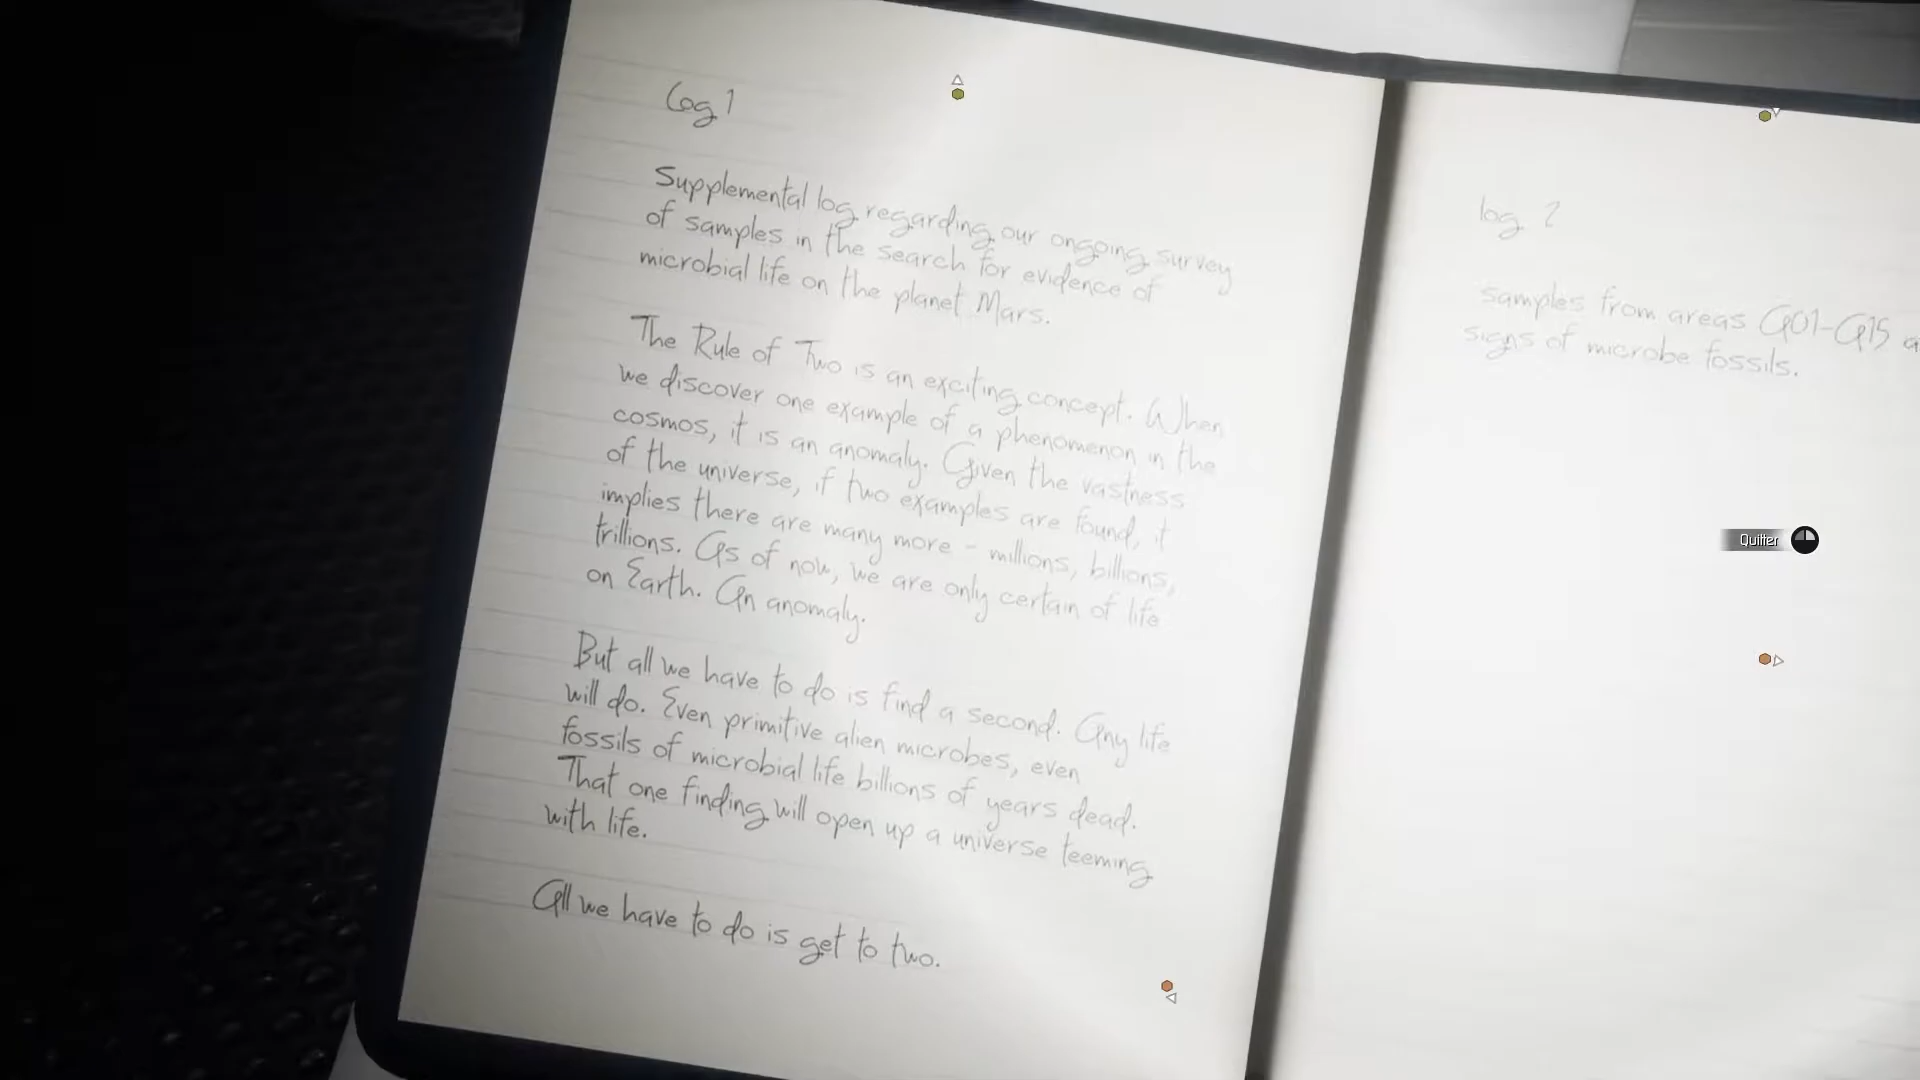 Log 1
Supplemental log regarding our ongoing survey
of samples in the search for evidence of
microbial life on the planet Mars.
The Rule of Two is an exciting concept. When
we discover one example of a phenomenon in the
cosmos, it is an anomaly. Given the vastness
of the universe, if two examples are found, it
implies there are many more - millions, billions,
trillions. As of now, we are only certain of life
on Earth. An anomaly.
But all we have to do is find a second. Any life
will do. Even primitive alien microbes, even
fossils of microbial life billions of years dead.
That one finding will open up a universe teeming
with life.
All we have to do is get to two.
log 2
samples from areas G01-G15
signs of microbe fossils.
Quitter